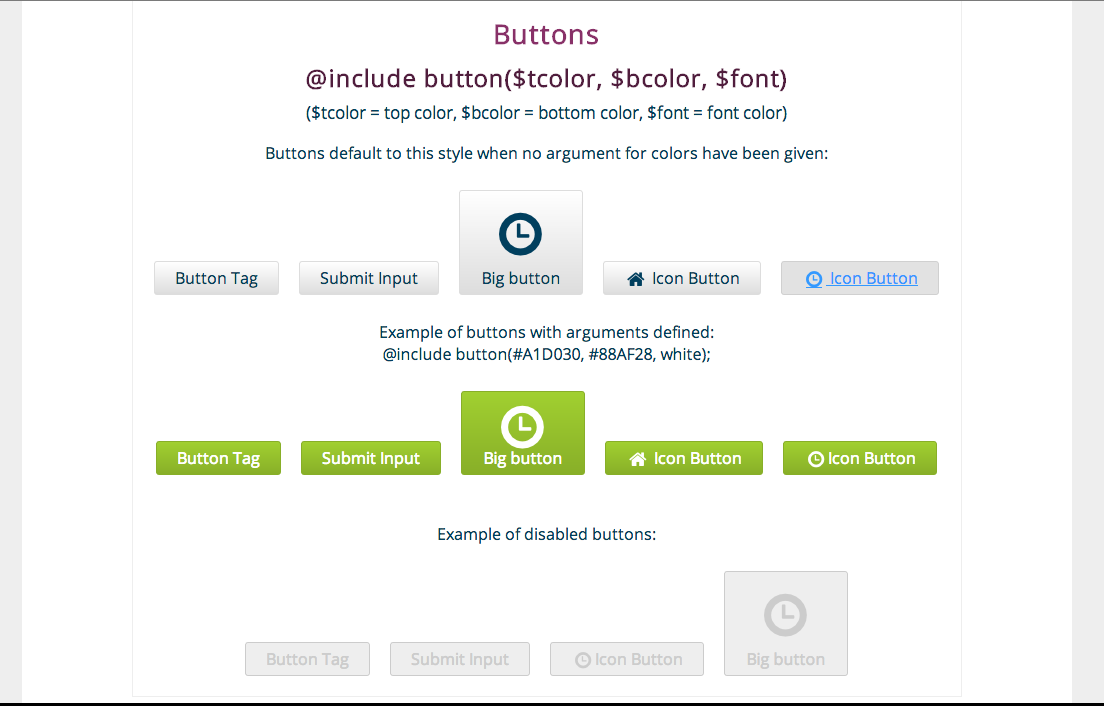 Buttons
@include button($tcolor, $bcolor, $font)
($tcolor = top color, $bcolor = bottom color, $font = font color)
Buttons default to this style when no argument for colors have been given:
Button Tag
Submit Input
Big button
Icon Button
Icon Button
Example of buttons with arguments defined:
@include button(#A1D030, #88AF28, white);
Button Tag
Submit Input
Big button
Icon Button
Icon Button
Example of disabled buttons:
Button Tag
Submit Input
Icon Button
Big button